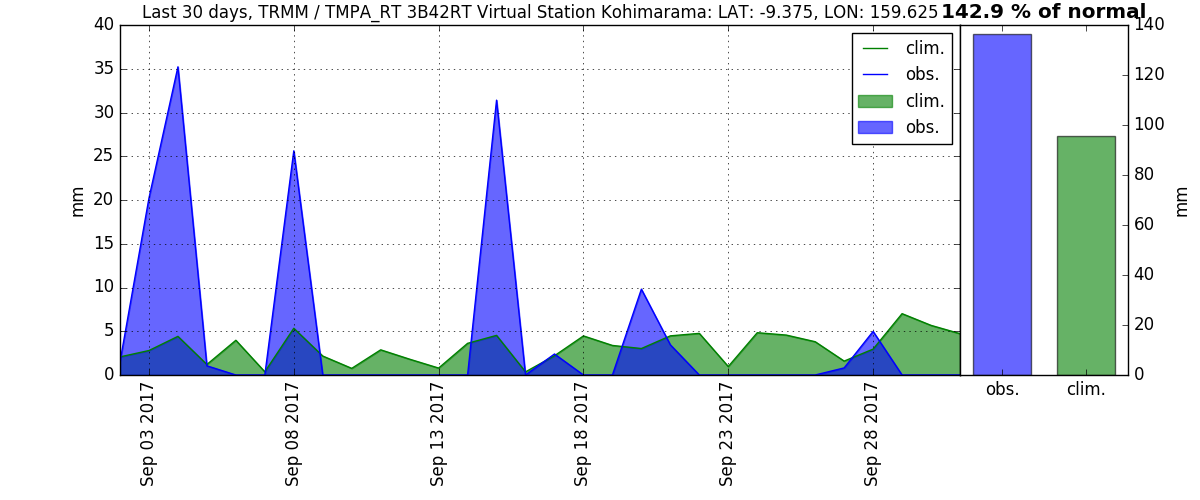 Last 30 days, TRMM / TMPA_RT 3B42RT Virtual Station Kohimarama: LAT: -9.375, LON: 159.625 142.9 % of normal
40
35
30
25
20
15
10
5
0
mm
clim.
obs.
clim.
obs.
Sep 03 2017
Sep 08 2017
Sep 13 2017
Sep 18 2017
Sep 23 2017
Sep 28 2017
140
120
100
80
60
40
20
0
mm
obs. clim.